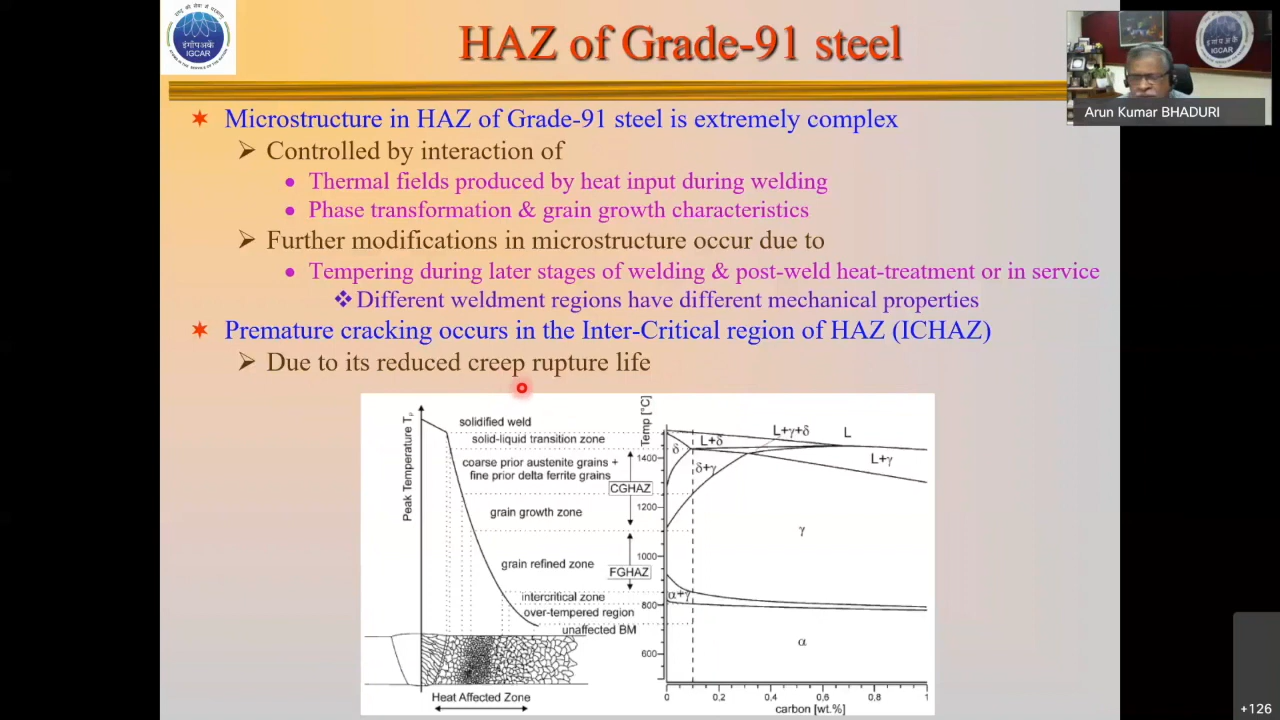 इंगांपअके
IGCAR
HAZ of Grade-91 steel
IGCAR
Arun Kumar BHADURI
Microstructure in HAZ of Grade-91 steel is extremely complex
Controlled by interaction of
Thermal fields produced by heat input during welding
Phase transformation & grain growth characteristics
Further modifications in microstructure occur due to
Tempering during later stages of welding & post-weld heat-treatment or in service
Different weldment regions have different mechanical properties
Premature cracking occurs in the Inter-Critical region of HAZ (ICHAZ)
Due to its reduced creep rupture life
Peak Temperature Tp
solidified weld
solid-liquid transition zone
coarse prior austenite grains +
fine prior delta ferrite grains
CGHAZ
grain growth zone
grain refined zone
FGHAZ
intercritical zone
over-tempered region
unaffected BM
Heat Affected Zone
Temp [°C]
1400
1200
1000
800
600
L+γ+δ
L
L+δ
δ
δ+γ
L+γ
γ
α+γ
α
0 0,2 0,4 0,6 0,8 1
carbon [wt.%]
+126